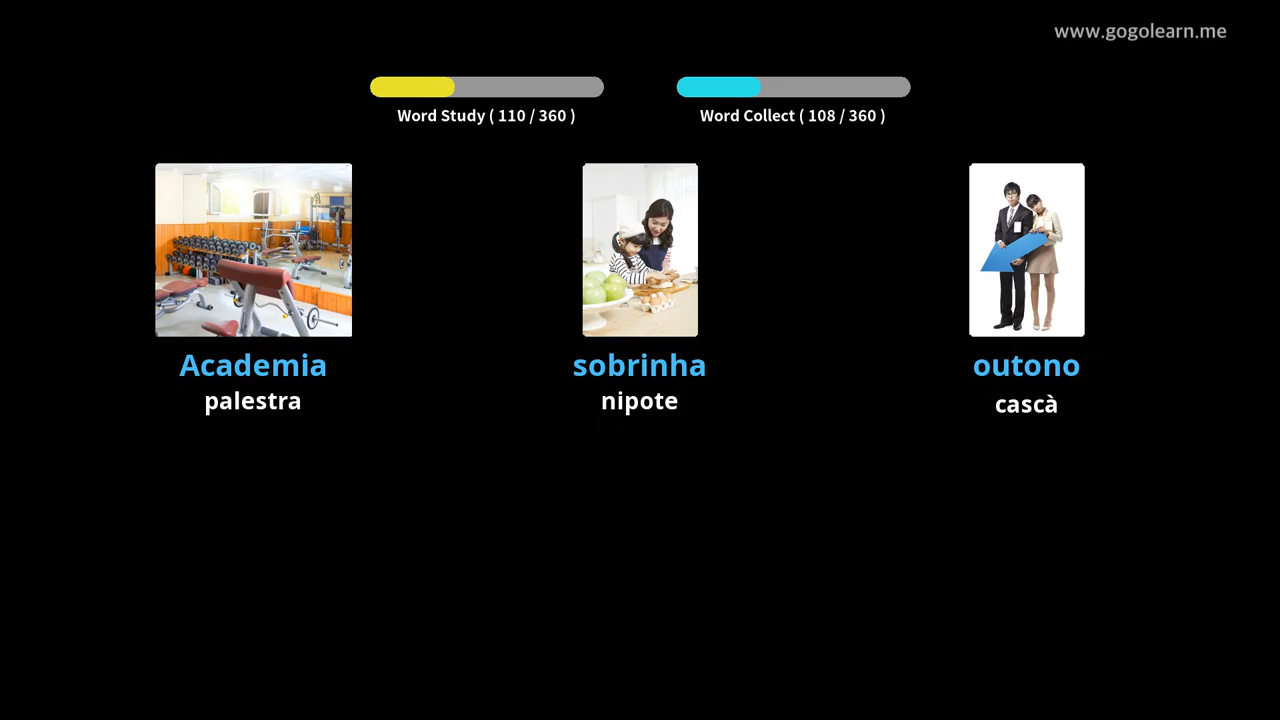 www.gogolearn.me
Word Study ( 110 / 360 )
Word Collect ( 108 / 360 )
Academia
palestra
sobrinha
nipote
outono
cascà